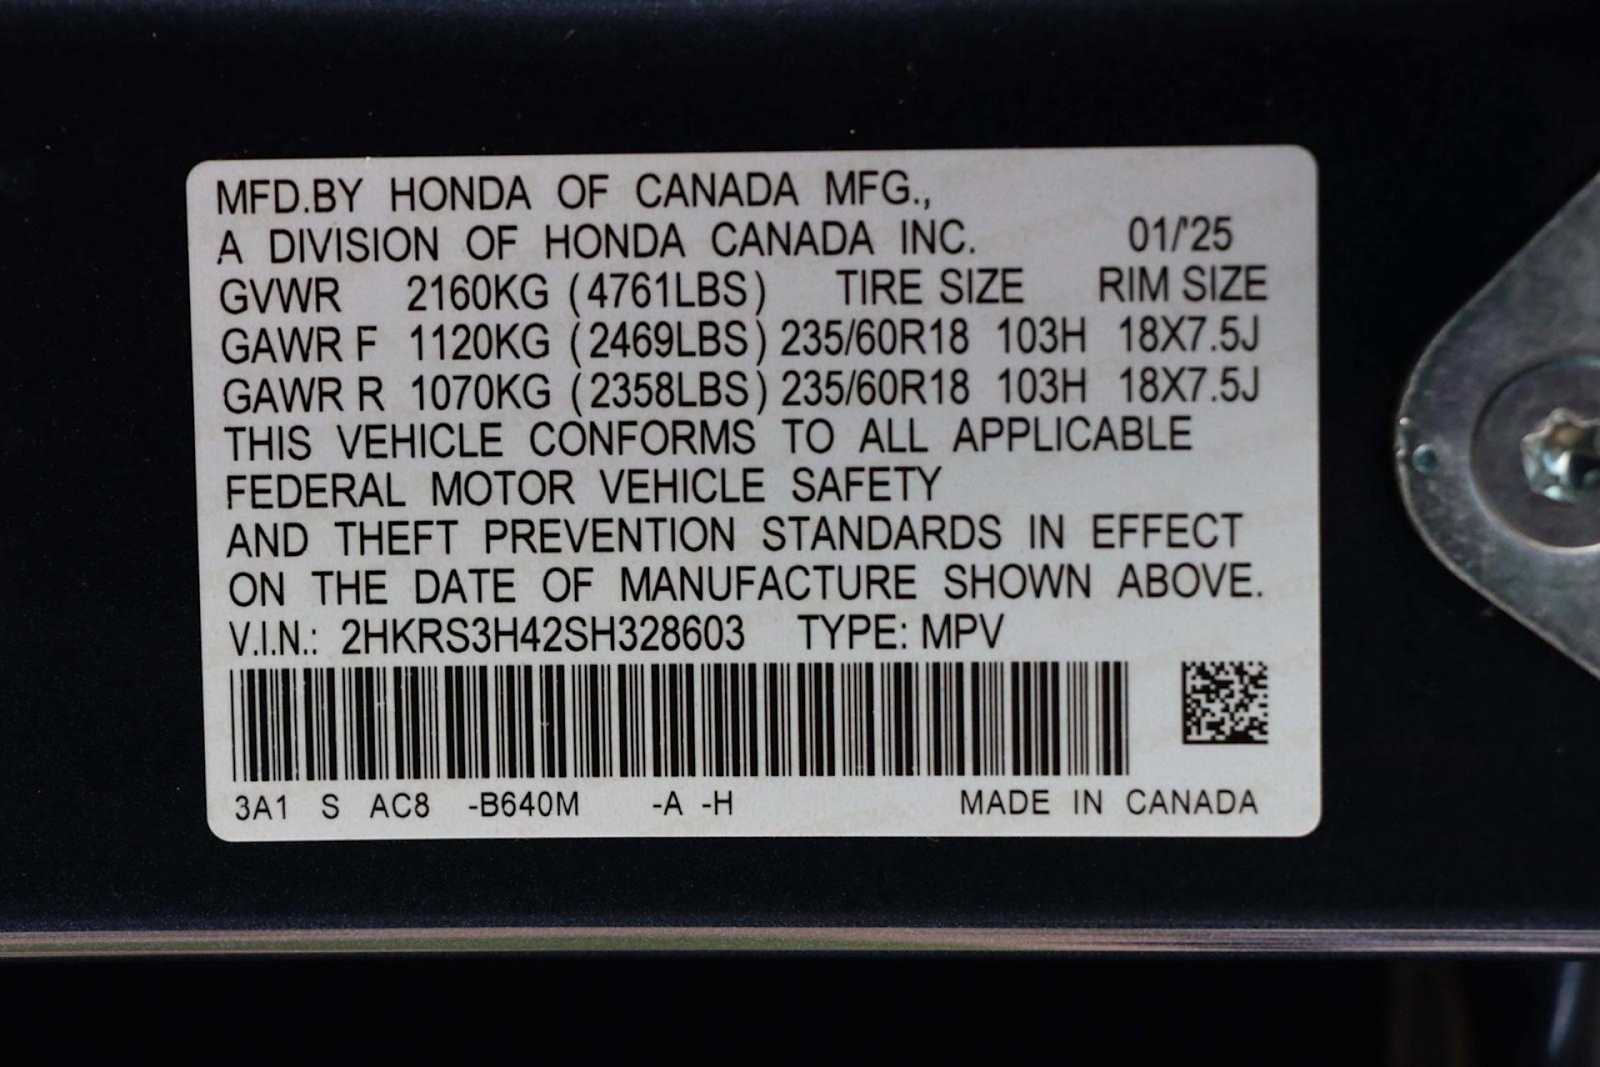 MFD.BY HONDA OF CANADA MFG.,
A DIVISION OF HONDA CANADA INC. 01/'25
GVWR 2160KG (4761LBS) TIRE SIZE RIM SIZE
GAWR F 1120KG (2469LBS) 235/60R18 103H 18X7.5J
GAWR R 1070KG (2358LBS) 235/60R18 103H 18X7.5J
THIS VEHICLE CONFORMS TO ALL APPLICABLE
FEDERAL MOTOR VEHICLE SAFETY
AND THEFT PREVENTION STANDARDS IN EFFECT
ON THE DATE OF MANUFACTURE SHOWN ABOVE.
V.I.N.: 2HKRS3H42SH328603 TYPE: MPV
3A1 S AC8 -B640M -A -H MADE IN CANADA